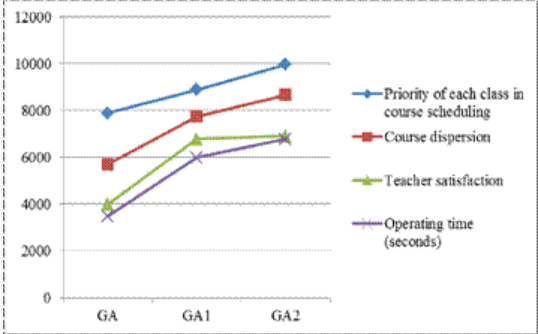 12000
10000
8000
6000
4000
2000
0
GA
GA1
GA2
Priority of each class in
course scheduling
Course dispersion
Teacher satisfaction
Operating time
(seconds)